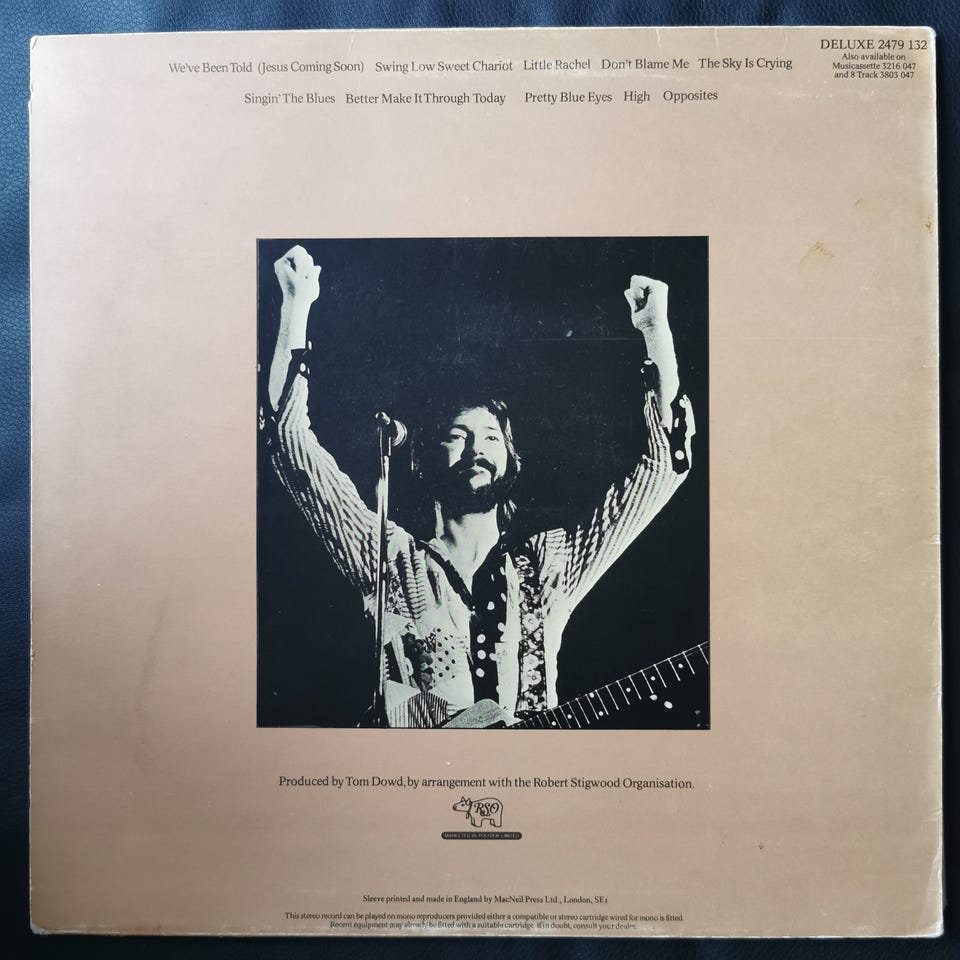 DELUXE 2479 132
Also available on
Musicassette 3216 047
and 8 Track 3803 047
We've Been Told (Jesus Coming Soon) Swing Low Sweet Chariot Little Rachel Don't Blame Me The Sky Is Crying
Singin' The Blues Better Make It Through Today Pretty Blue Eyes High Opposites
Produced by Tom Dowd, by arrangement with the Robert Stigwood Organisation.
RSO
MARKETED BY POLYDOR LIMITED
Sleeve printed and made in England by MacNeil Press Ltd., London, SE1
This stereo record can be played on mono reproducers provided either a compatible or stereo cartridge wired for mono is fitted.
Recent equipment may already be fitted with a suitable cartridge. If in doubt, consult your dealer.